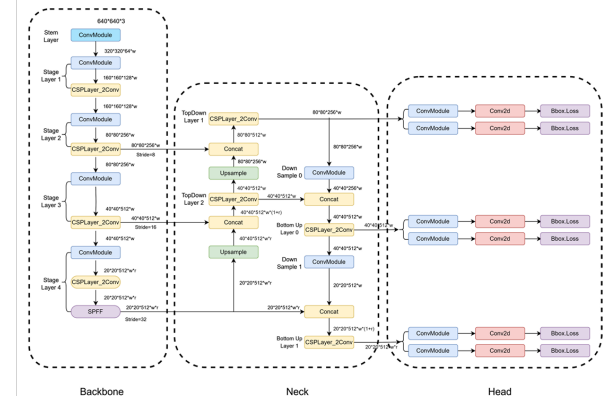 640*640*3
Stem
Layer
ConvModule
320*320*64*w
ConvModule
Stage
Layer 1
160*160*128*w
CSPLayer_2Conv
160*160*128*w
ConvModule
Stage
Layer 2
80*80*256*w
CSPLayer_2Conv
80*80*256*w
Stride=8
80*80*256*w
ConvModule
Stage
Layer 3
40*40*512*w
CSPLayer_2Conv
40*40*512*w
Stride=16
40*40*512*w
ConvModule
Stage
Layer 4
20*20*512*w*r
CSPLayer_2Conv
20*20*512*w*r
SPFF
20*20*512*w*r
Stride=32
Backbone
TopDown
Layer 1
CSPLayer_2Conv
80*80*256*w
80*80*512*w
Concat
80*80*256*w
Upsample
40*40*512*w
TopDown
Layer 2
CSPLayer_2Conv
40*40*512*w
40*40*512*w*(1+r)
Concat
40*40*512*w*r
Upsample
20*20*512*w*r
20*20*512*w*r
80*80*256*w
Down
Sample 0
ConvModule
40*40*256*w
Concat
40*40*512*w
Bottom Up
Layer 0
CSPLayer_2Conv
40*40*512*w
40*40*512*w
Down
Sample 1
ConvModule
20*20*512*w
Concat
20*20*512*w*(1+r)
Bottom Up
Layer 1
CSPLayer_2Conv
20*20*512*w*r
Neck
ConvModule
Conv2d
Bbox.Loss
ConvModule
Conv2d
Bbox.Loss
ConvModule
Conv2d
Bbox.Loss
ConvModule
Conv2d
Bbox.Loss
ConvModule
Conv2d
Bbox.Loss
ConvModule
Conv2d
Bbox.Loss
Head